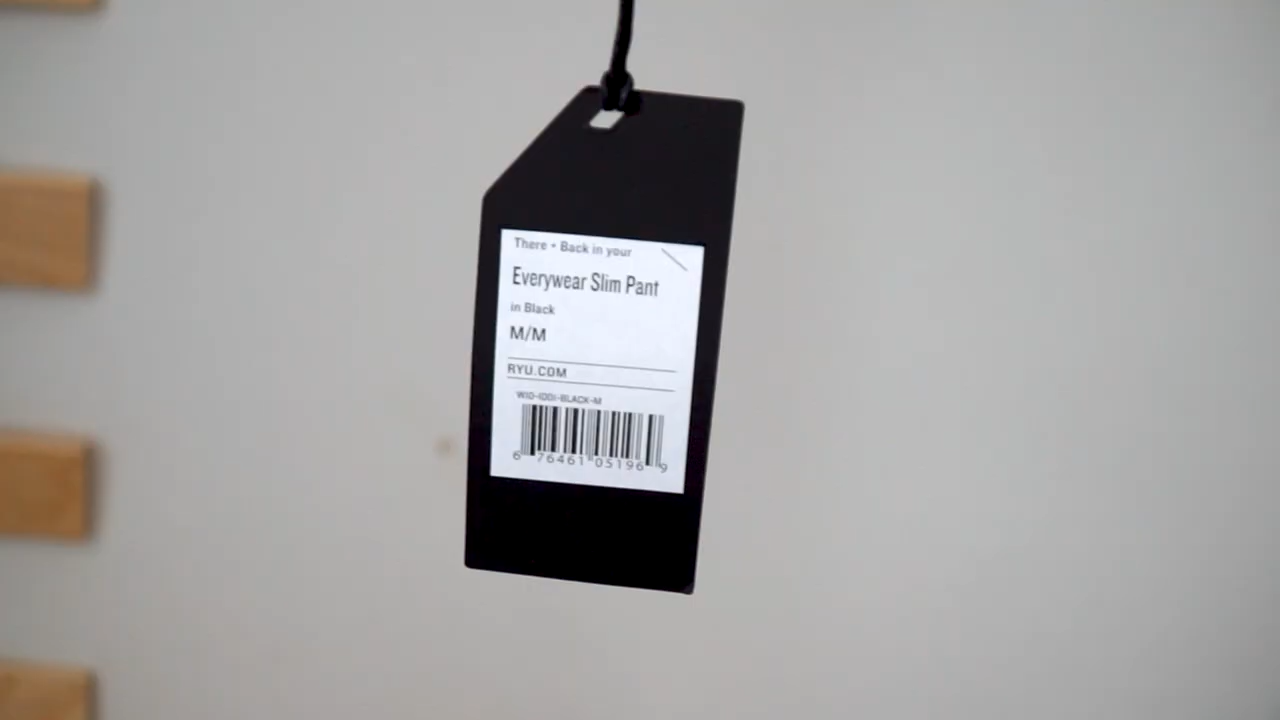 There + Back in your
Everywear Slim Pant
in Black
M/M
RYU.COM
W10-1001-BLACK-M
6 76461 05196 9